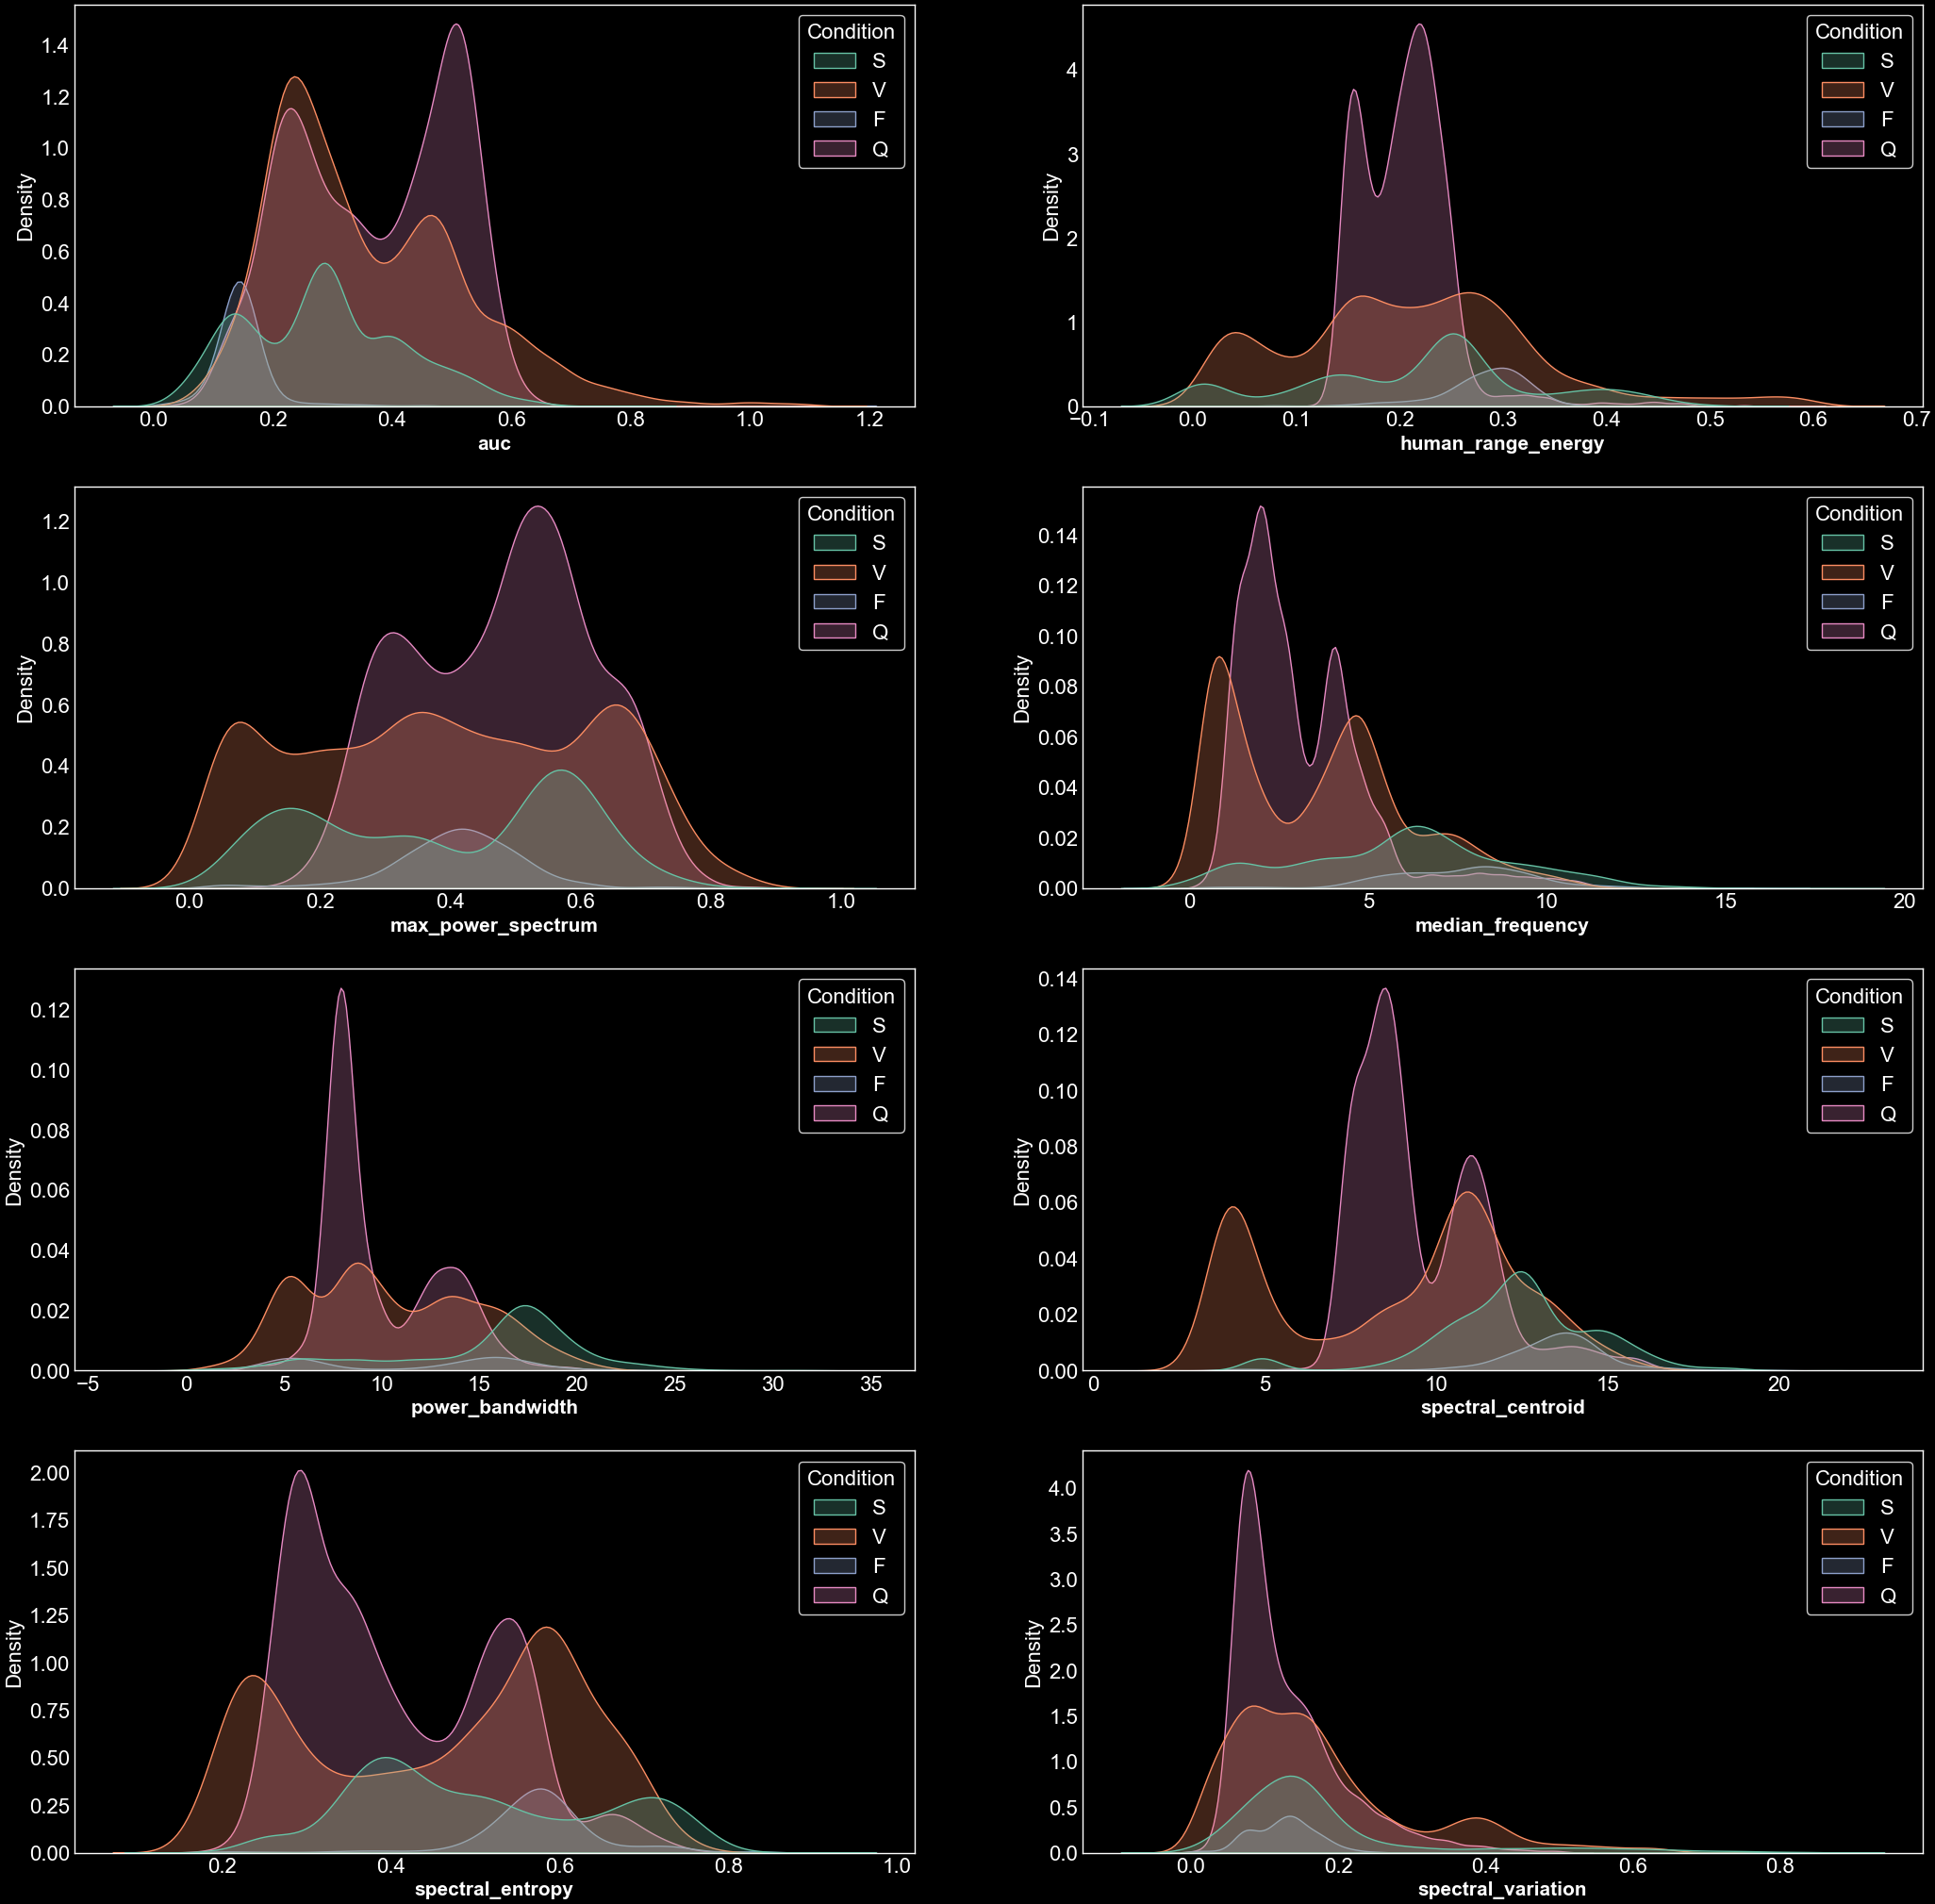 Density
1.4
1.2
1.0
0.8
0.6
0.4
0.2
0.0
0.0 0.2 0.4 0.6 0.8 1.0 1.2
auc
Condition
S
V
F
Q
Density
4
3
2
1
0
−0.1 0.0 0.1 0.2 0.3 0.4 0.5 0.6 0.7
human_range_energy
Condition
S
V
F
Q
Density
1.2
1.0
0.8
0.6
0.4
0.2
0.0
0.0 0.2 0.4 0.6 0.8 1.0
max_power_spectrum
Condition
S
V
F
Q
Density
0.14
0.12
0.10
0.08
0.06
0.04
0.02
0.00
0 5 10 15 20
median_frequency
Condition
S
V
F
Q
Density
0.12
0.10
0.08
0.06
0.04
0.02
0.00
−5 0 5 10 15 20 25 30 35
power_bandwidth
Condition
S
V
F
Q
Density
0.14
0.12
0.10
0.08
0.06
0.04
0.02
0.00
0 5 10 15 20
spectral_centroid
Condition
S
V
F
Q
Density
2.00
1.75
1.50
1.25
1.00
0.75
0.50
0.25
0.00
0.2 0.4 0.6 0.8 1.0
spectral_entropy
Condition
S
V
F
Q
Density
4.0
3.5
3.0
2.5
2.0
1.5
1.0
0.5
0.0
0.0 0.2 0.4 0.6 0.8
spectral_variation
Condition
S
V
F
Q